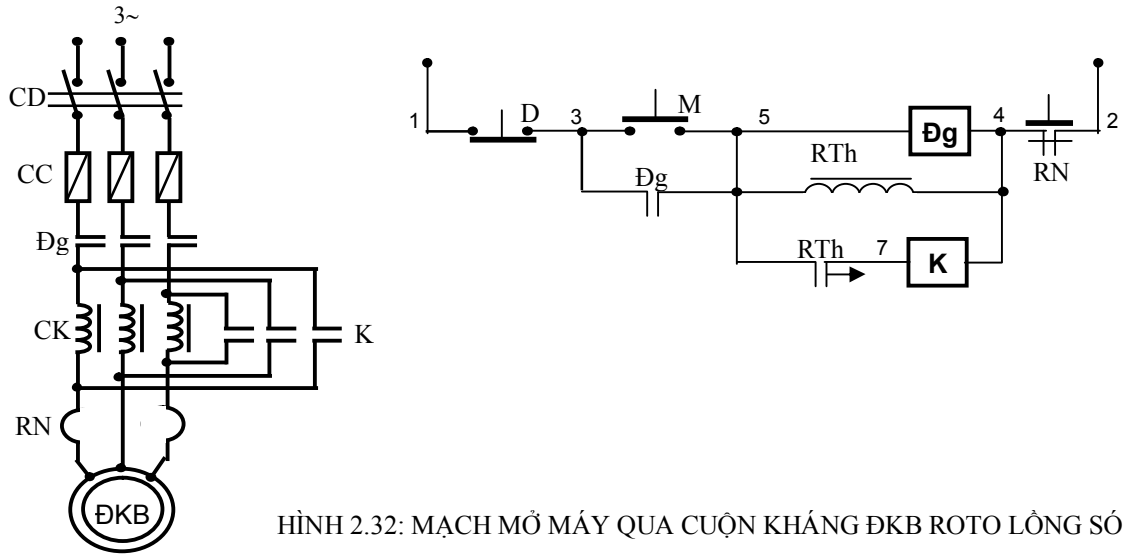 3~
CD
CC
Đg
CK
K
RN
ĐKB
1
D
3
M
5
Đg
4
2
RTh
RN
Đg
RTh
7
K
HÌNH 2.32: MẠCH MỞ MÁY QUA CUỘN KHÁNG ĐKB ROTO LỒNG SÓ